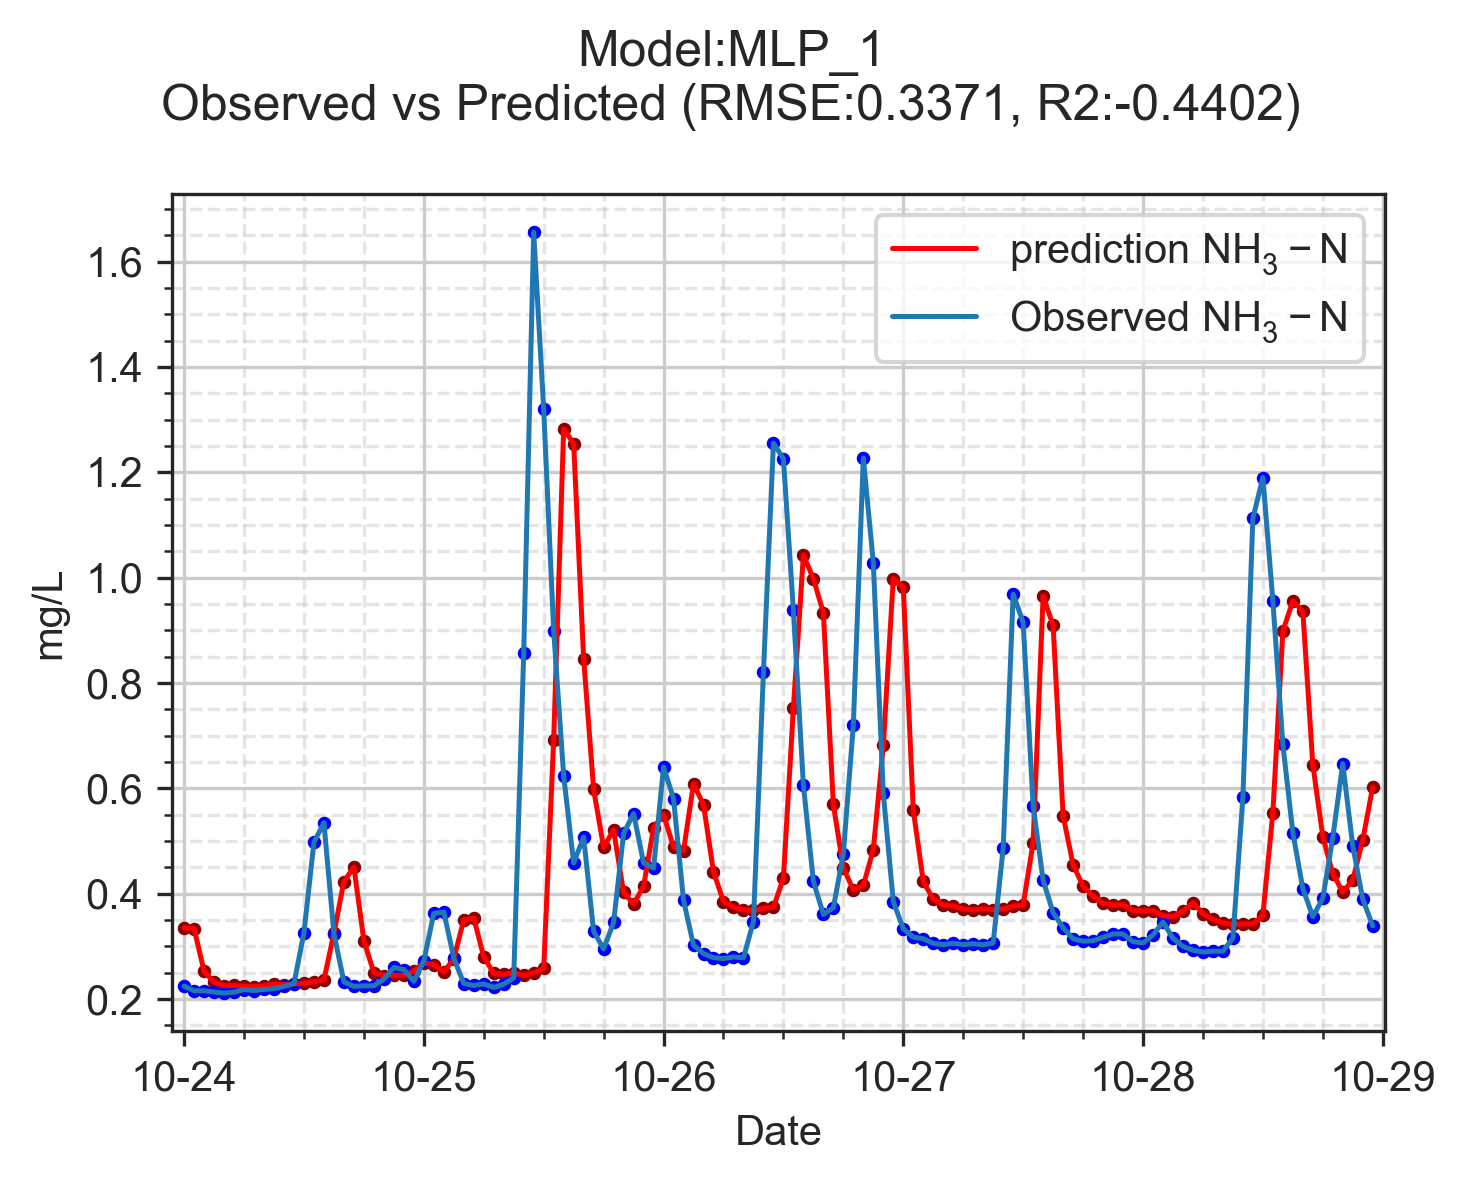 Model:MLP_1
Observed vs Predicted (RMSE:0.3371, R2:-0.4402)
prediction NH₃ − N
Observed NH₃ − N
1.6
1.4
1.2
1.0
0.8
0.6
0.4
0.2
mg/L
10-24 10-25 10-26 10-27 10-28 10-29
Date